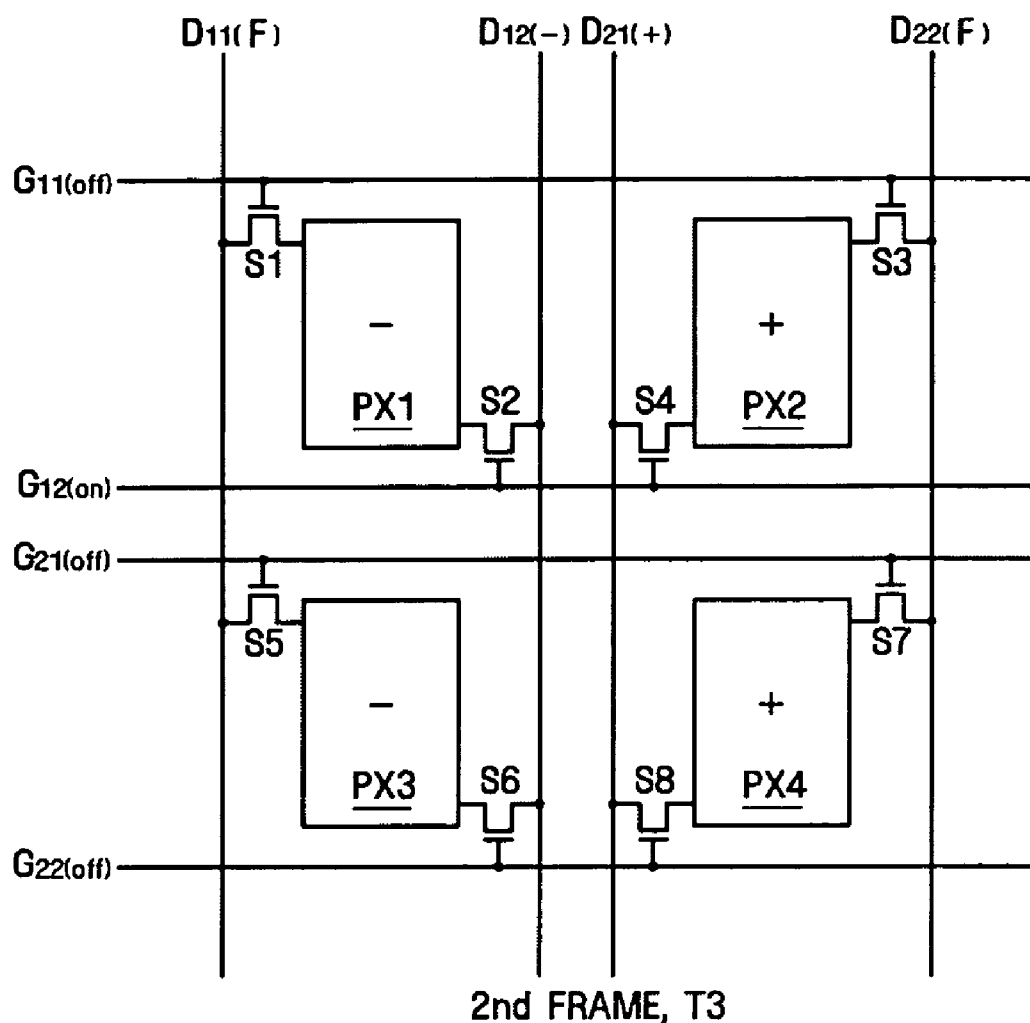 D11(F) D12(-) D21(+) D22(F)
G11(off)
S1 S3
- +
PX1 S2 S4 PX2
G12(on)
G21(off)
S5 S7
- +
PX3 S6 S8 PX4
G22(off)
2nd FRAME, T3